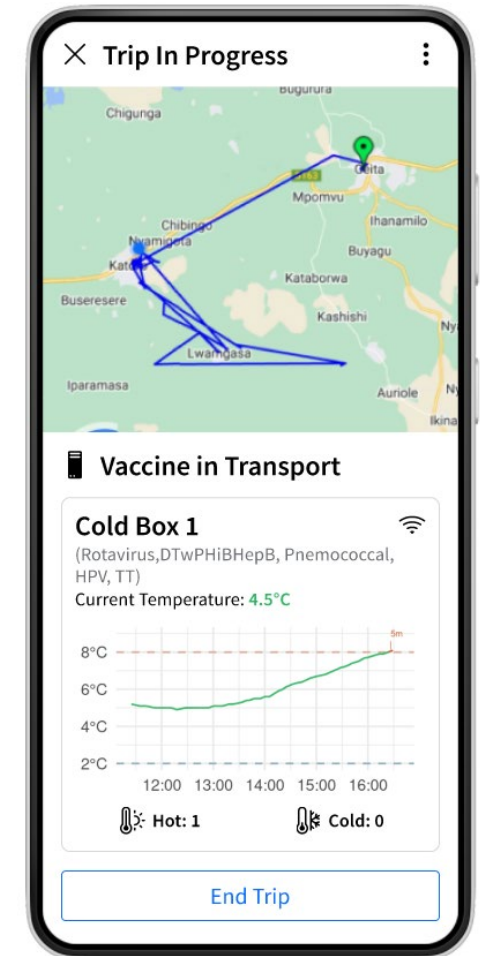 Trip In Progress
Bugurura
Chigunga
Geita
Mpomvu
Ihanamilo
Chibingo
Nyamigota
Buyagu
Kataborwa
Buseresere
Kashishi
Lwamgasa
Iparamasa
Auriole
Vaccine in Transport
Cold Box 1
(Rotavirus,DTwPHiBHepB, Pnemococcal,
HPV, TT)
Current Temperature: 4.5°C
5m
8°C
6°C
4°C
2°C
12:00 13:00 14:00 15:00 16:00
Hot: 1 Cold: 0
End Trip